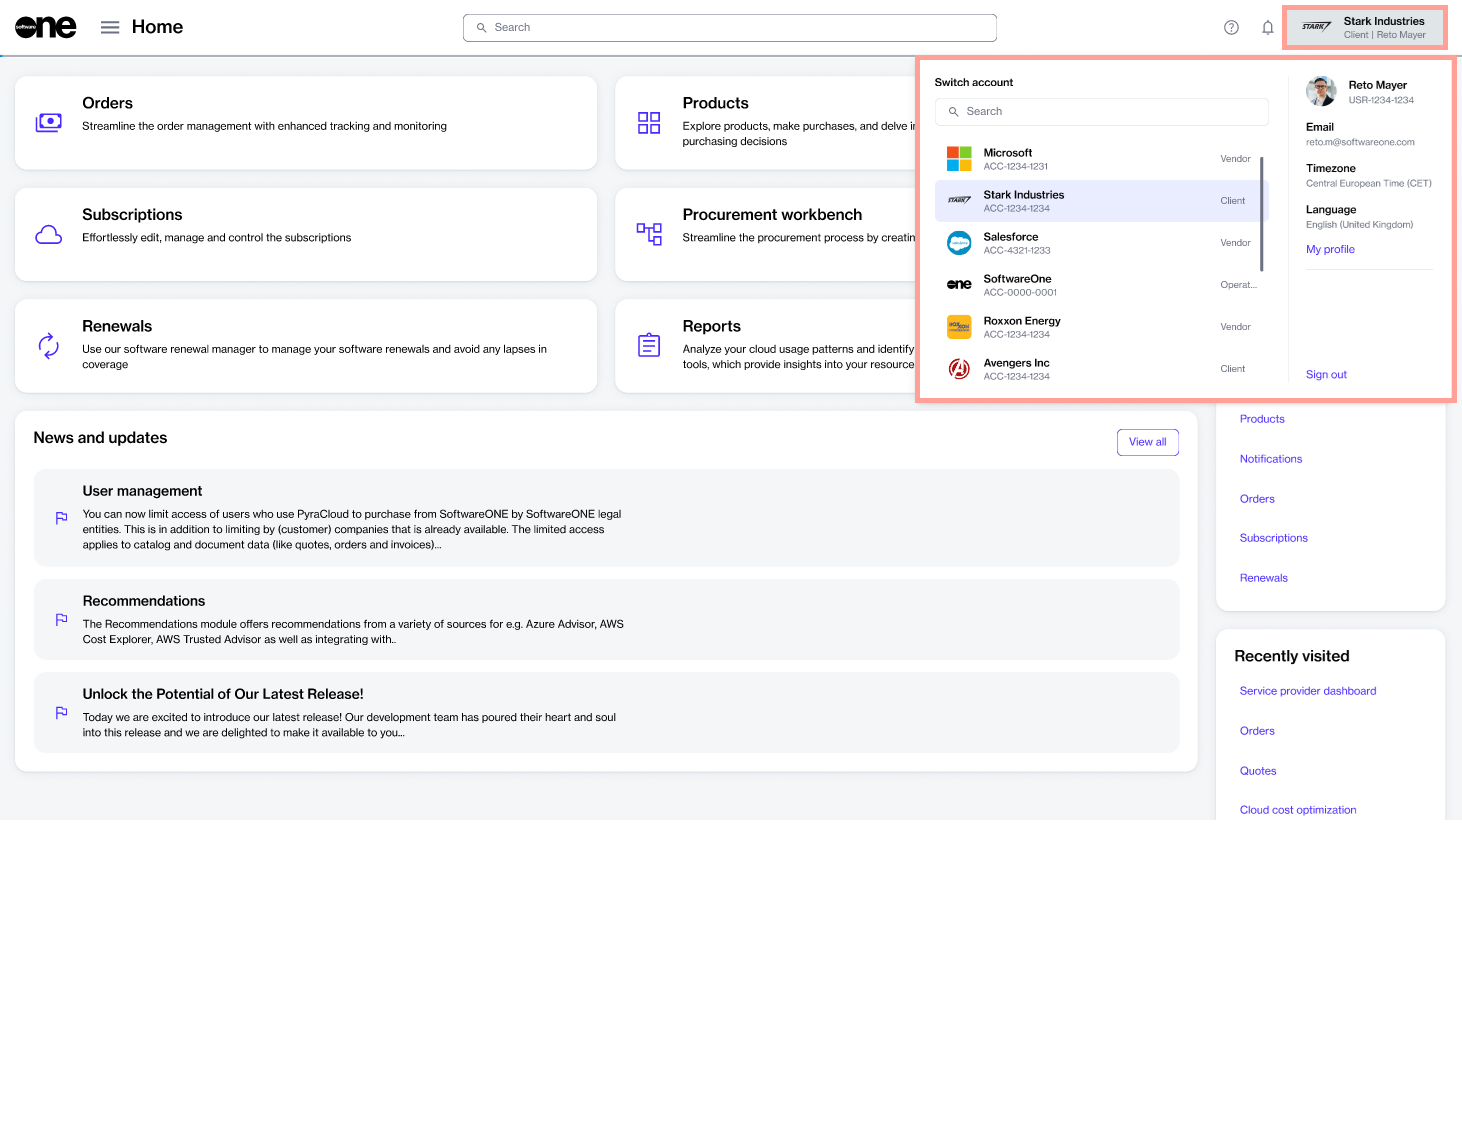 software one
Home
Search
STARK
Stark Industries
Client | Reto Mayer
Orders
Streamline the order management with enhanced tracking and monitoring
Products
Explore products, make purchases, and delve in
purchasing decisions
Subscriptions
Effortlessly edit, manage and control the subscriptions
Procurement workbench
Streamline the procurement process by creatin
Renewals
Use our software renewal manager to manage your software renewals and avoid any lapses in
coverage
Reports
Analyze your cloud usage patterns and identify
tools, which provide insights into your resource
Switch account
Search
Microsoft
ACC-1234-1231
Vendor
STARK
Stark Industries
ACC-1234-1234
Client
Salesforce
ACC-4321-1233
Vendor
one
SoftwareOne
ACC-0000-0001
Operat...
ROXXON
Roxxon Energy
ACC-1234-1234
Vendor
Avengers Inc
ACC-1234-1234
Client
Reto Mayer
USR-1234-1234
Email
reto.m@softwareone.com
Timezone
Central European Time (CET)
Language
English (United Kingdom)
My profile
Sign out
News and updates
View all
User management
You can now limit access of users who use PyraCloud to purchase from SoftwareONE by SoftwareONE legal
entities. This is in addition to limiting by (customer) companies that is already available. The limited access
applies to catalog and document data (like quotes, orders and invoices)...
Recommendations
The Recommendations module offers recommendations from a variety of sources for e.g. Azure Advisor, AWS
Cost Explorer, AWS Trusted Advisor as well as integrating with..
Unlock the Potential of Our Latest Release!
Today we are excited to introduce our latest release! Our development team has poured their heart and soul
into this release and we are delighted to make it available to you...
Products
Notifications
Orders
Subscriptions
Renewals
Recently visited
Service provider dashboard
Orders
Quotes
Cloud cost optimization